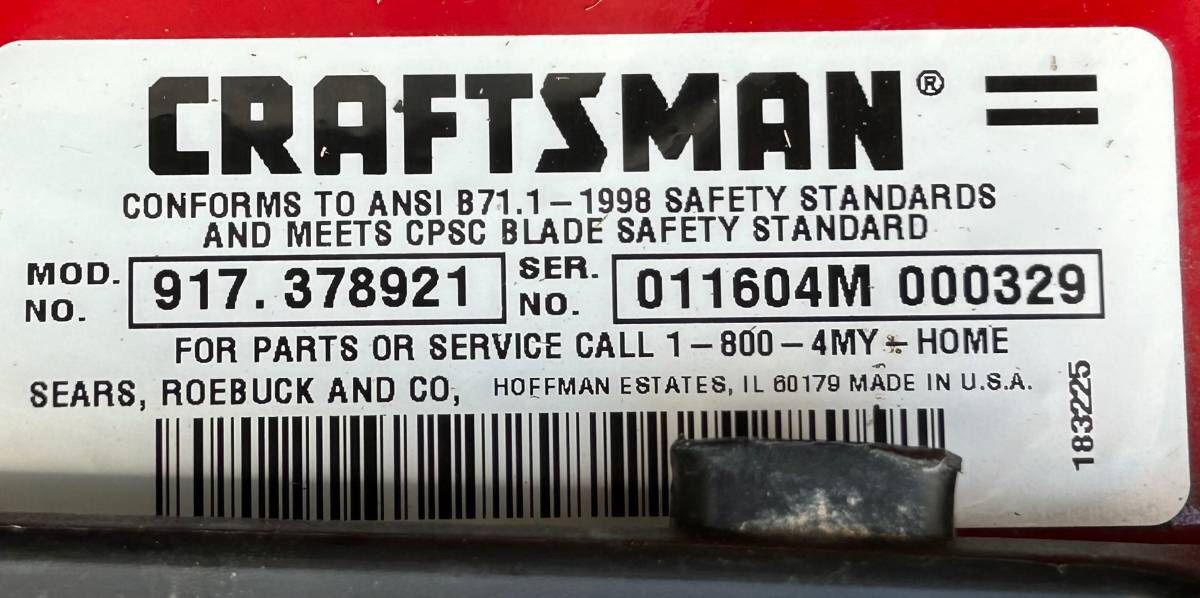 CRAFTSMAN®
CONFORMS TO ANSI B71.1-1998 SAFETY STANDARDS
AND MEETS CPSC BLADE SAFETY STANDARD
MOD. NO. 917.378921 SER. NO. 011604M 000329
FOR PARTS OR SERVICE CALL 1-800-4MY-HOME
SEARS, ROEBUCK AND CO, HOFFMAN ESTATES, IL 60179 MADE IN U.S.A.
183225